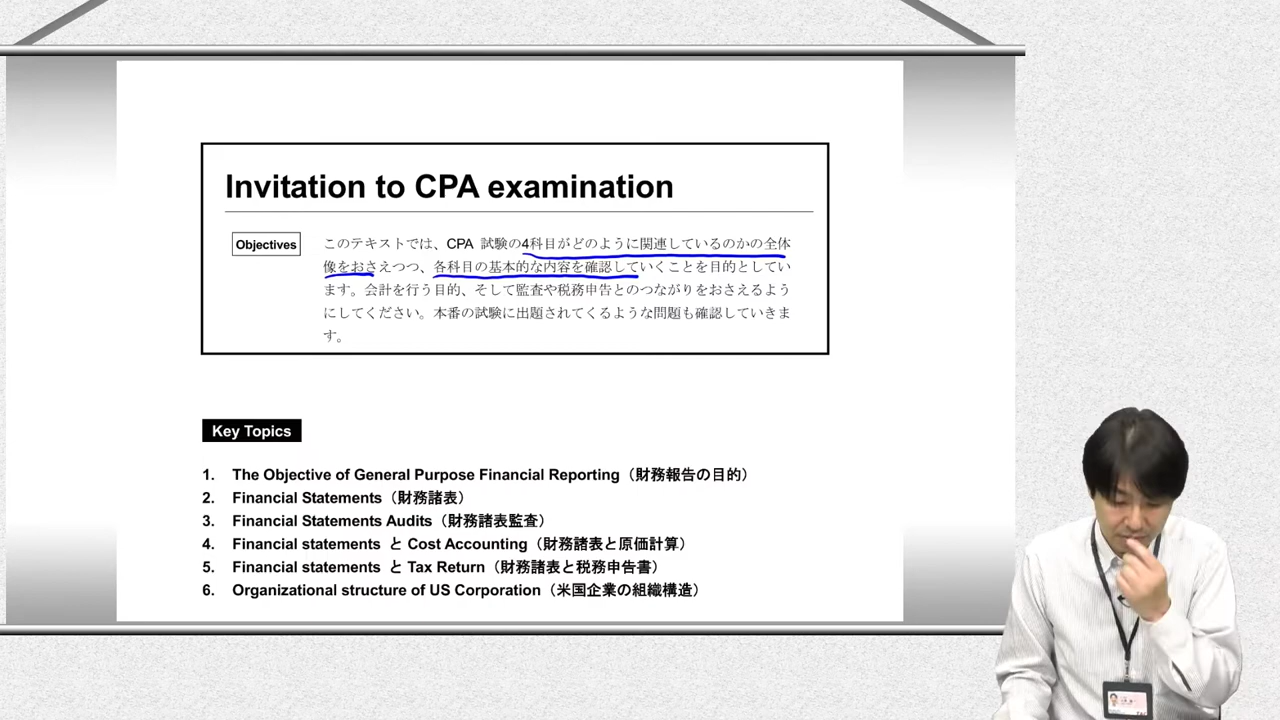 Invitation to CPA examination
Objectives
このテキストでは、CPA 試験の4科目がどのように関連しているのかの全体
像をおさえつつ、各科目の基本的な内容を確認していくことを目的としてい
ます。会計を行う目的、そして監査や税務申告とのつながりをおさえるよう
にしてください。本番の試験に出題されてくるような問題も確認していきま
す。
Key Topics
1. The Objective of General Purpose Financial Reporting（財務報告の目的）
2. Financial Statements（財務諸表）
3. Financial Statements Audits（財務諸表監査）
4. Financial statements と Cost Accounting（財務諸表と原価計算）
5. Financial statements と Tax Return（財務諸表と税務申告書）
6. Organizational structure of US Corporation（米国企業の組織構造）